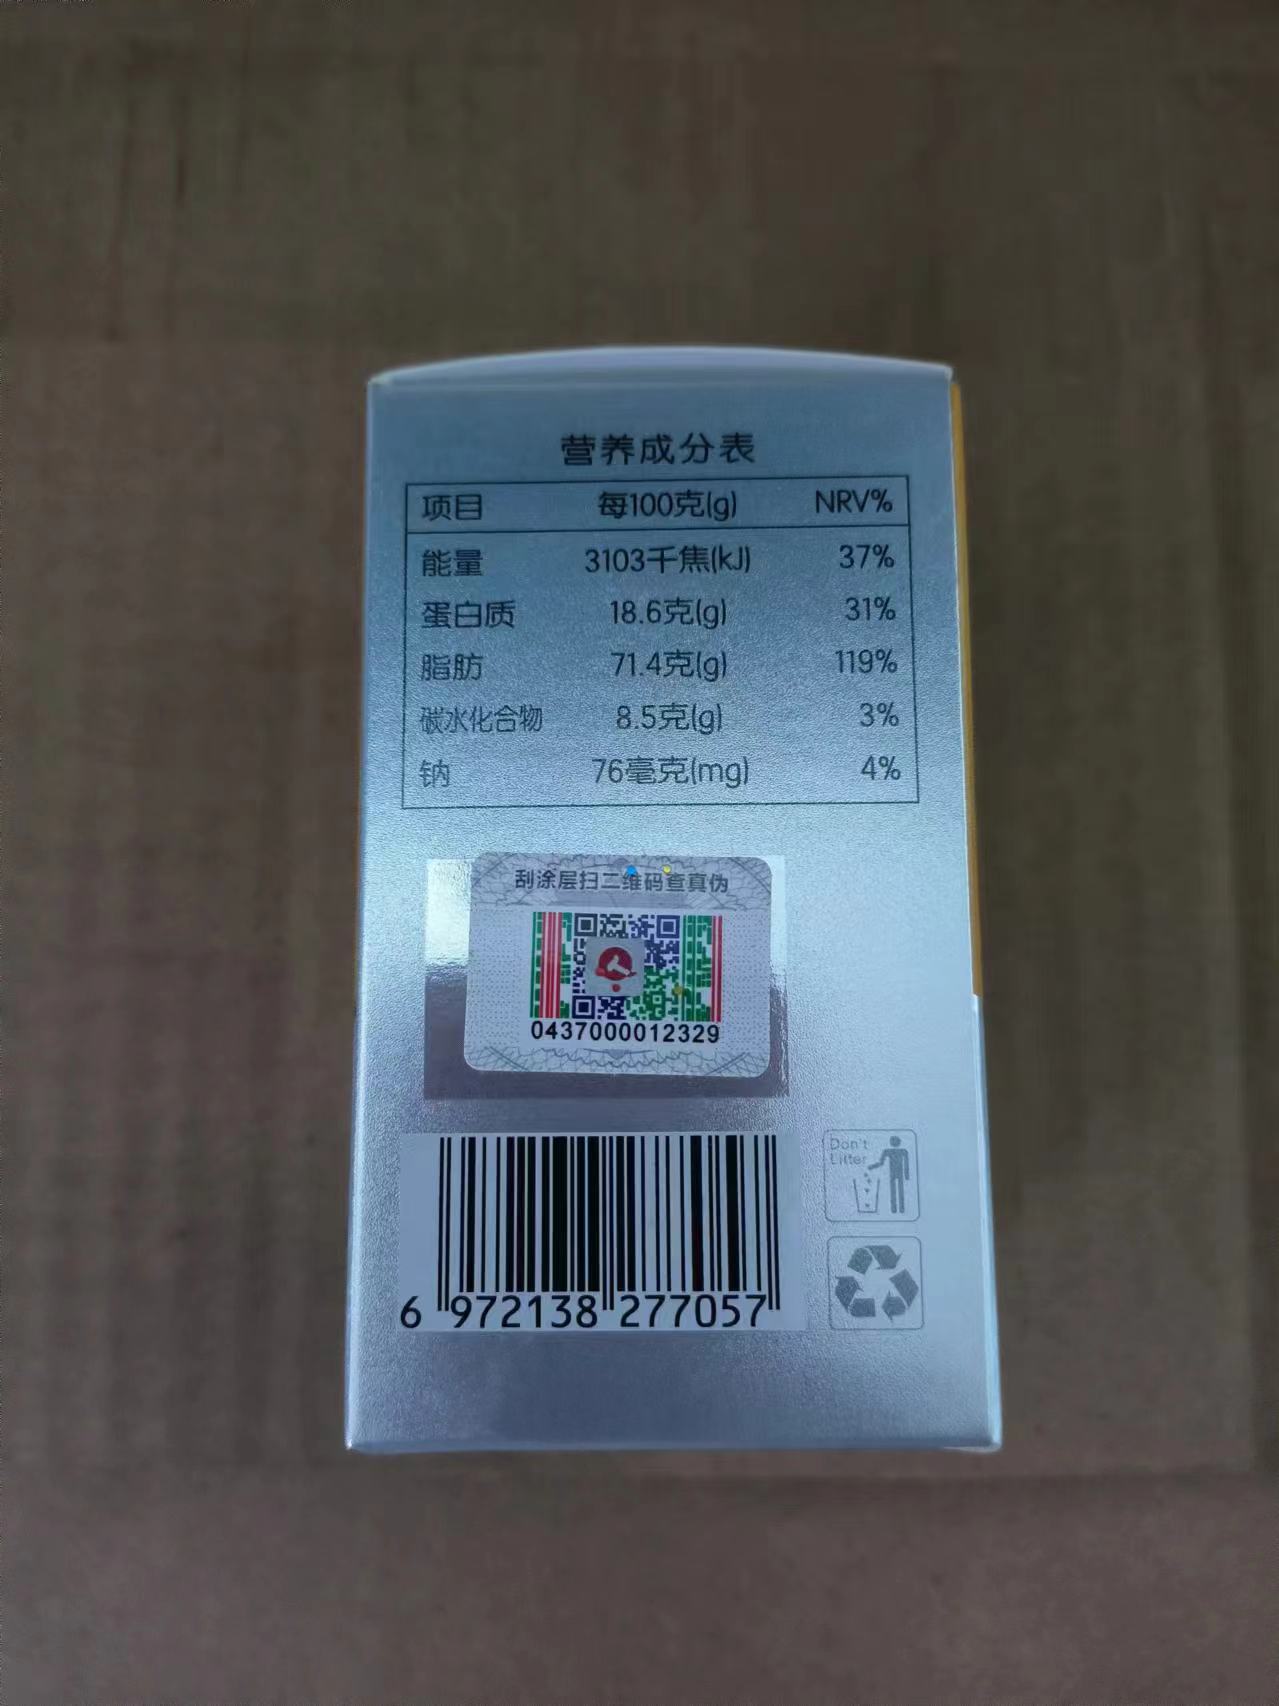 营养成分表
项目 每100克(g) NRV%
能量 3103千焦(kJ) 37%
蛋白质 18.6克(g) 31%
脂肪 71.4克(g) 119%
碳水化合物 8.5克(g) 3%
钠 76毫克(mg) 4%
刮涂层扫二维码查真伪
0437000012329
Don't
Litter
6 972138 277057